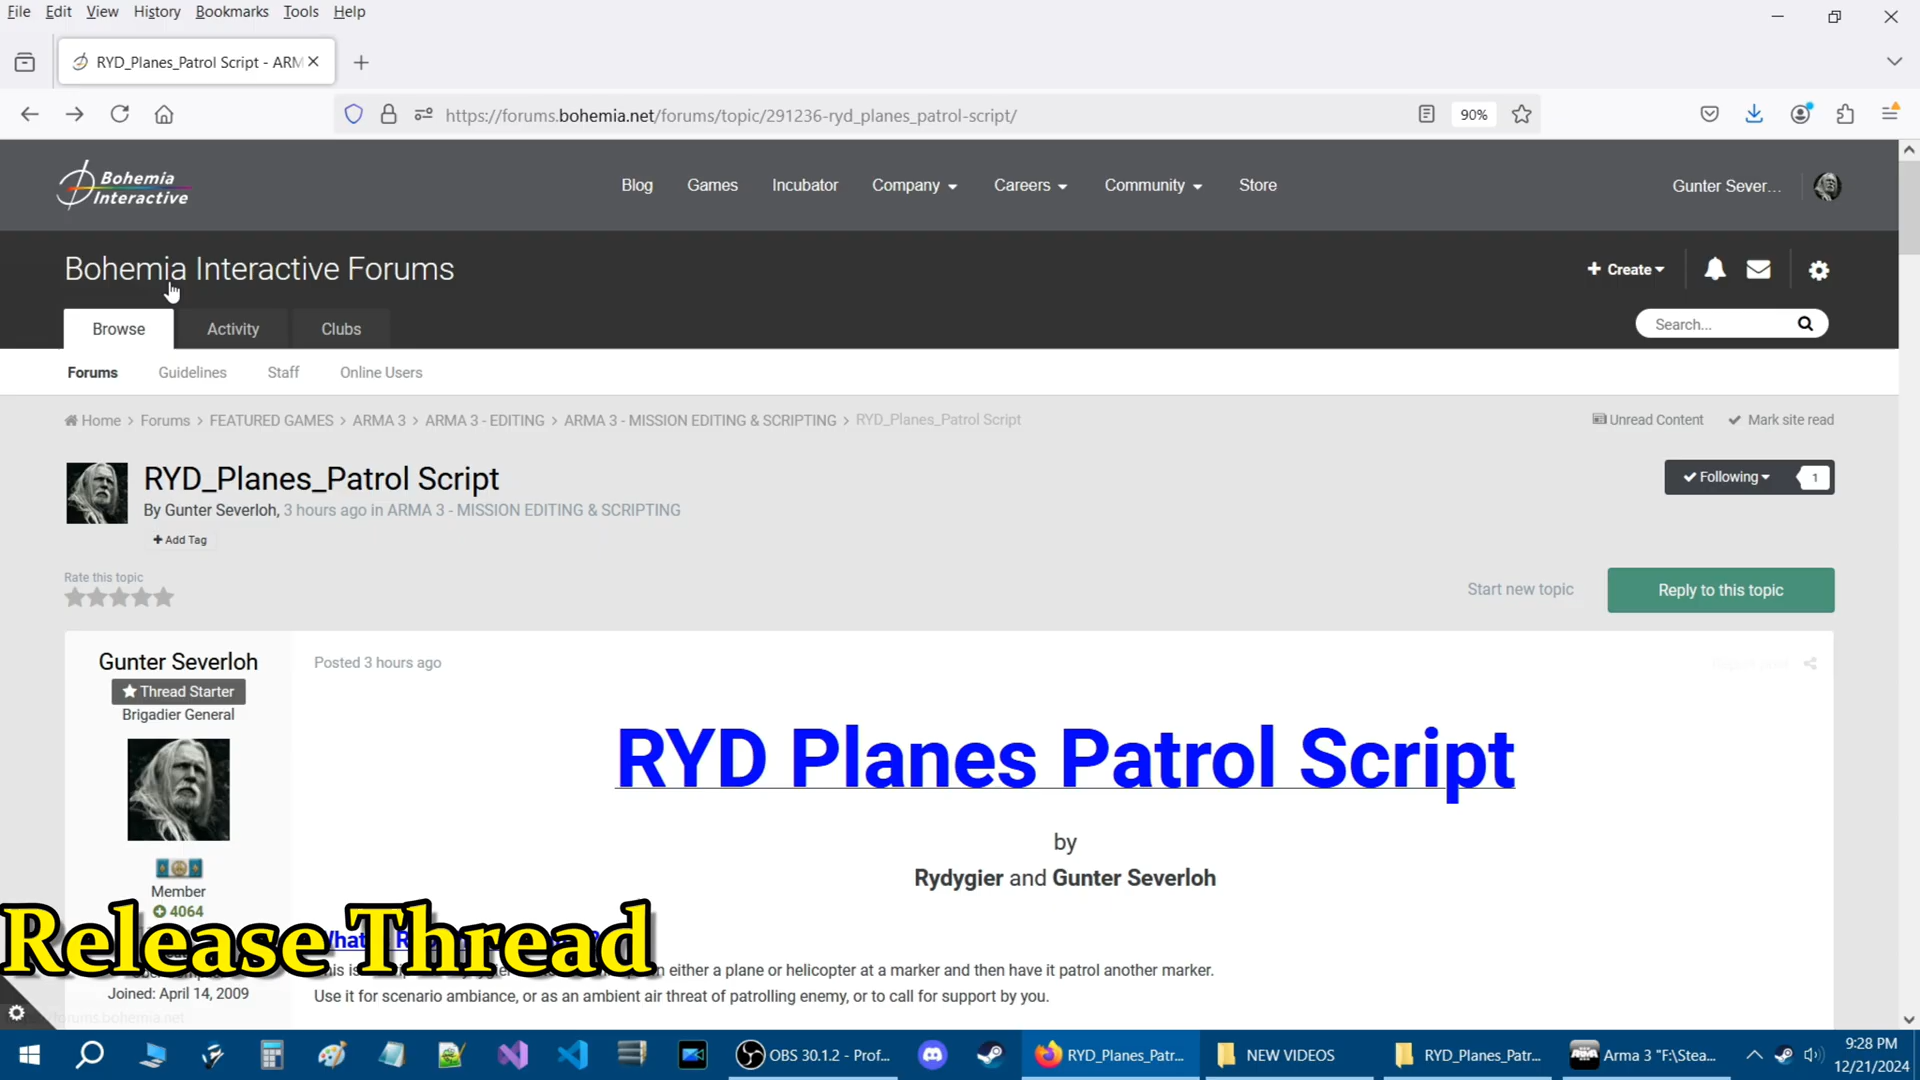 File Edit View History Bookmarks Tools Help
RYD_Planes_Patrol Script - ARM
https://forums.bohemia.net/forums/topic/291236-ryd_planes_patrol-script/
90%
Bohemia
Interactive
Blog Games Incubator Company Careers Community Store
Gunter Sever...
Bohemia Interactive Forums
+ Create
Browse Activity Clubs
Search...
Forums Guidelines Staff Online Users
Home > Forums > FEATURED GAMES > ARMA 3 > ARMA 3 - EDITING > ARMA 3 - MISSION EDITING & SCRIPTING > RYD_Planes_Patrol Script
Unread Content Mark site read
RYD_Planes_Patrol Script
Following 1
By Gunter Severloh, 3 hours ago in ARMA 3 - MISSION EDITING & SCRIPTING
+ Add Tag
Rate this topic
Start new topic
Reply to this topic
Gunter Severloh
Thread Starter
Brigadier General
Member
4064
Joined: April 14, 2009
Posted 3 hours ago
RYD Planes Patrol Script
by
Rydygier and Gunter Severloh
either a plane or helicopter at a marker and then have it patrol another marker.
Use it for scenario ambiance, or as an ambient air threat of patrolling enemy, or to call for support by you.
Release Thread
forums.bohemia.net
OBS 30.1.2 - Prof...
RYD_Planes_Patr...
NEW VIDEOS
RYD_Planes_Patr...
Arma 3 "F:\Stea...
9:28 PM
12/21/2024